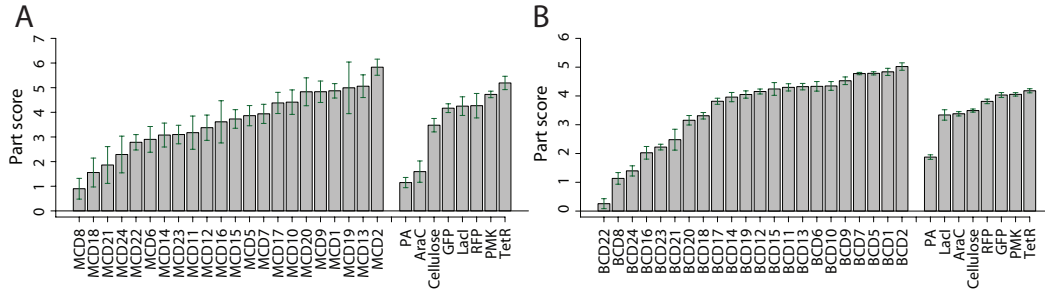 A
Part score
7
6
5
4
3
2
1
0
MCD8
MCD18
MCD21
MCD24
MCD22
MCD6
MCD14
MCD23
MCD11
MCD12
MCD16
MCD15
MCD5
MCD7
MCD17
MCD10
MCD20
MCD9
MCD1
MCD19
MCD13
MCD2
PA
AraC
Cellulose
GFP
LacI
RFP
PMK
TetR
B
Part score
6
5
4
3
2
1
0
BCD22
BCD8
BCD24
BCD16
BCD23
BCD21
BCD20
BCD18
BCD17
BCD14
BCD19
BCD12
BCD15
BCD11
BCD13
BCD6
BCD10
BCD9
BCD7
BCD5
BCD1
BCD2
PA
LacI
AraC
Cellulose
RFP
GFP
PMK
TetR